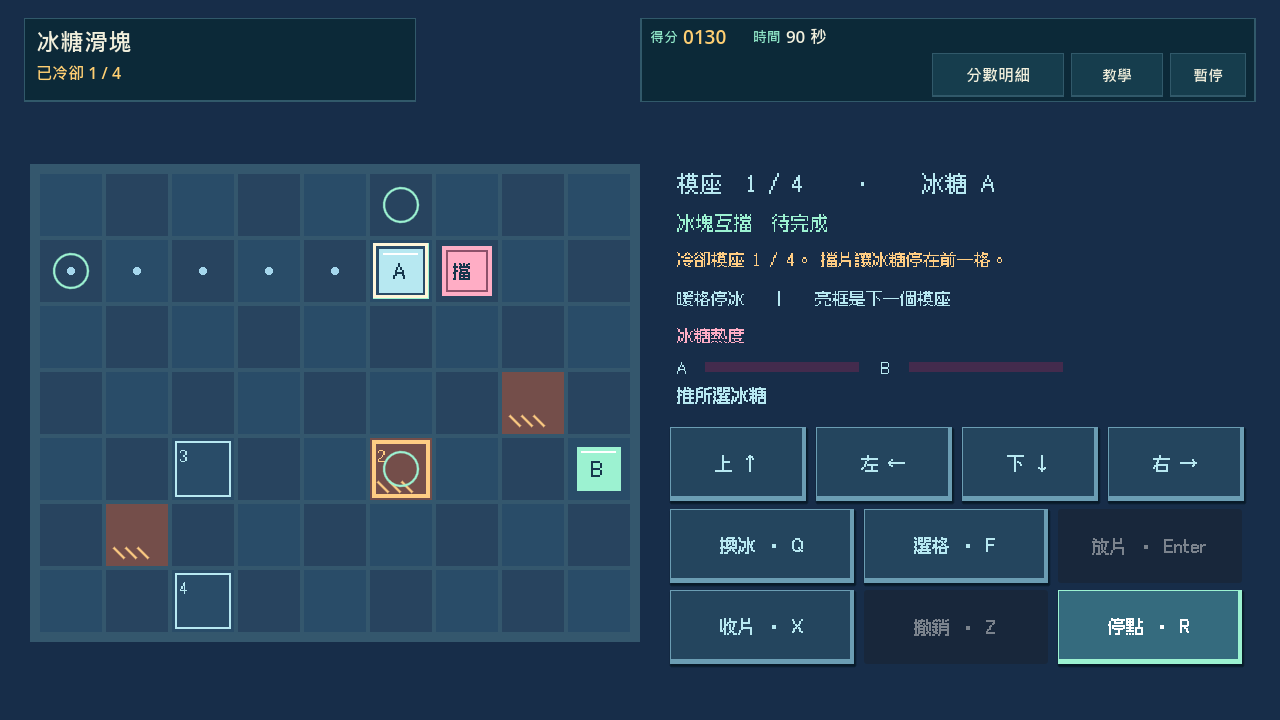 冰糖滑塊
已冷卻 1 / 4
得分 0130 時間 90 秒
分數明細 教學 暫停
模座 1 / 4 · 冰糖 A
冰塊互擋 待完成
冷卻模座 1 / 4。擋片讓冰糖停在前一格。
暖格停冰 | 亮框是下一個模座
冰糖熱度
A B
推所選冰糖
上 ↑ 左 ← 下 ↓ 右 →
換冰 · Q 選格 · F 放片 · Enter
收片 · X 撤銷 · Z 停點 · R
A 擋
3 2 B
4